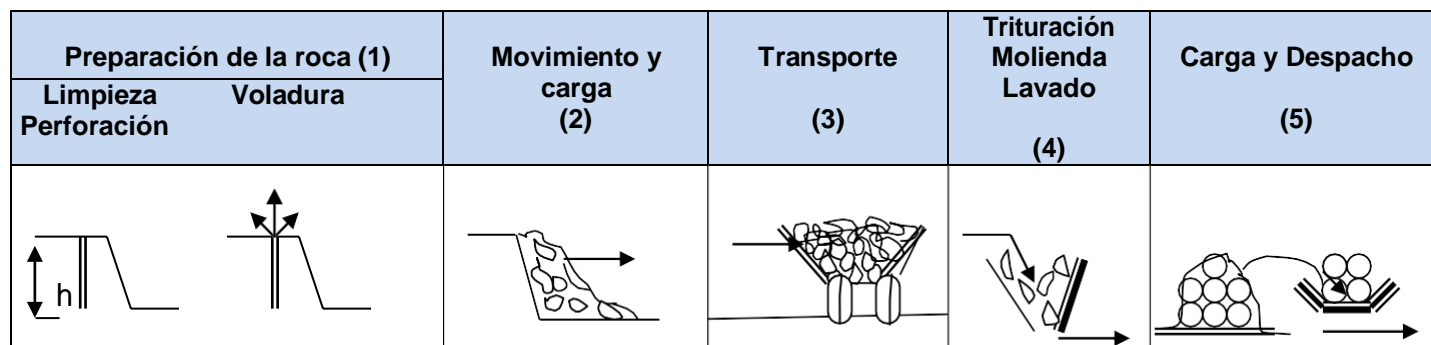 Preparación de la roca (1)
Limpieza Voladura
Perforación
Movimiento y
carga
(2)
Transporte
(3)
Trituración
Molienda
Lavado
(4)
Carga y Despacho
(5)
h